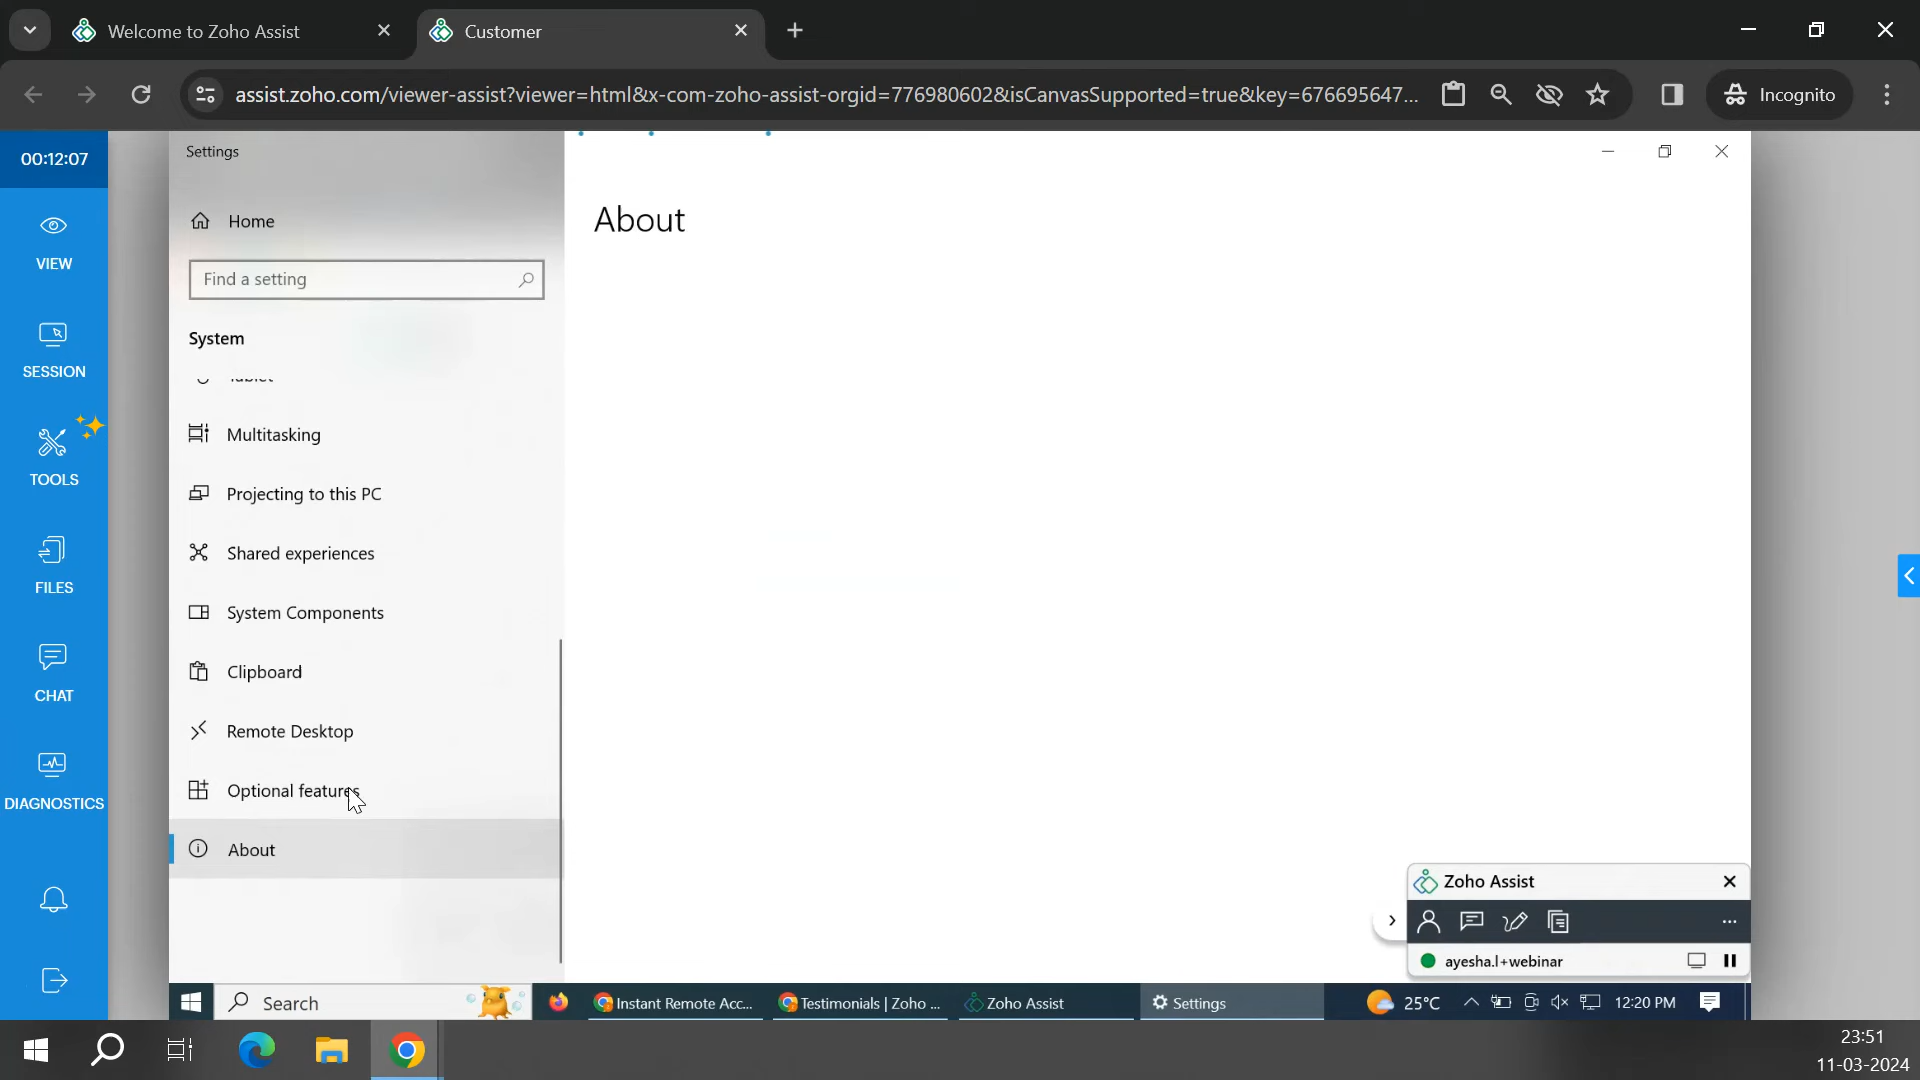 Welcome to Zoho Assist
Customer
assist.zoho.com/viewer-assist?viewer=html&x-com-zoho-assist-orgid=776980602&isCanvasSupported=true&key=676695647...
Incognito
00:12:07
VIEW
SESSION
TOOLS
FILES
CHAT
DIAGNOSTICS
Settings
Home
Find a setting
System
Tablet
Multitasking
Projecting to this PC
Shared experiences
System Components
Clipboard
Remote Desktop
Optional features
About
About
Zoho Assist
ayesha.l+webinar
Search
Instant Remote Acc...
Testimonials | Zoho ...
Zoho Assist
Settings
25°C
12:20 PM
23:51
11-03-2024